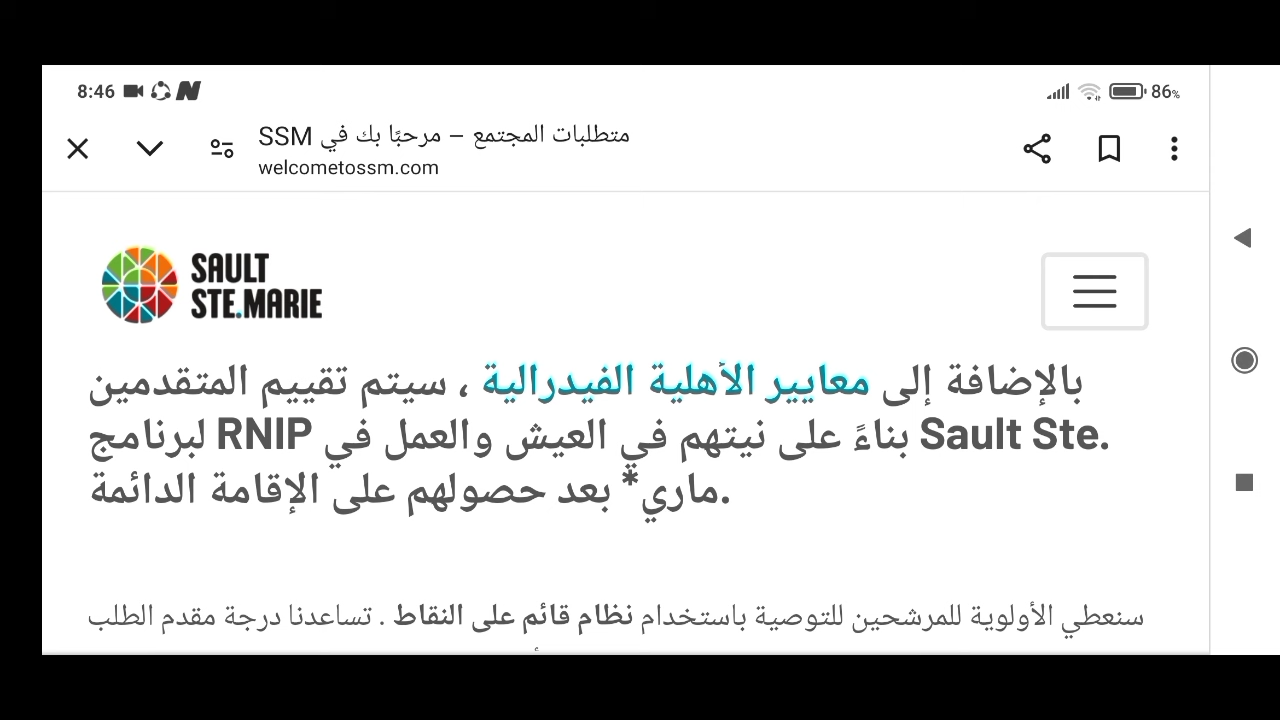 8:46
86%
متطلبات المجتمع – مرحبًا بك في SSM
welcometossm.com
SAULT
STE.MARIE
بالإضافة إلى معايير الأهلية الفيدرالية ، سيتم تقييم المتقدمين
لبرنامج RNIP بناءً على نيتهم في العيش والعمل في Sault Ste.
ماري* بعد حصولهم على الإقامة الدائمة.
سنعطي الأولوية للمرشحين للتوصية باستخدام نظام قائم على النقاط . تساعدنا درجة مقدم الطلب